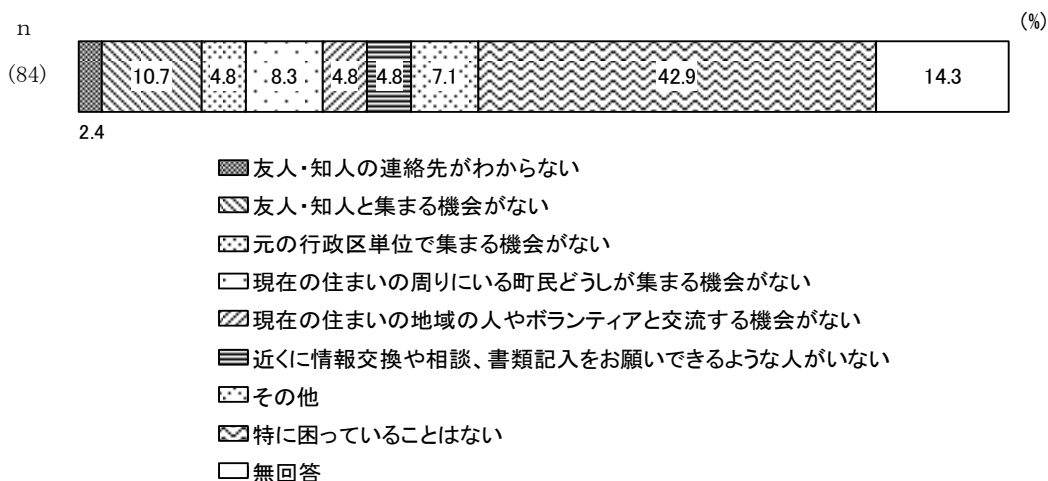 (%)
n
(84)
10.7 4.8 8.3 4.8 4.8 7.1 42.9 14.3
2.4
友人・知人の連絡先がわからない
友人・知人と集まる機会がない
元の行政区単位で集まる機会がない
現在の住まいの周りにいる町民どうしが集まる機会がない
現在の住まいの地域の人やボランティアと交流する機会がない
近くに情報交換や相談、書類記入をお願いできるような人がいない
その他
特に困っていることはない
無回答